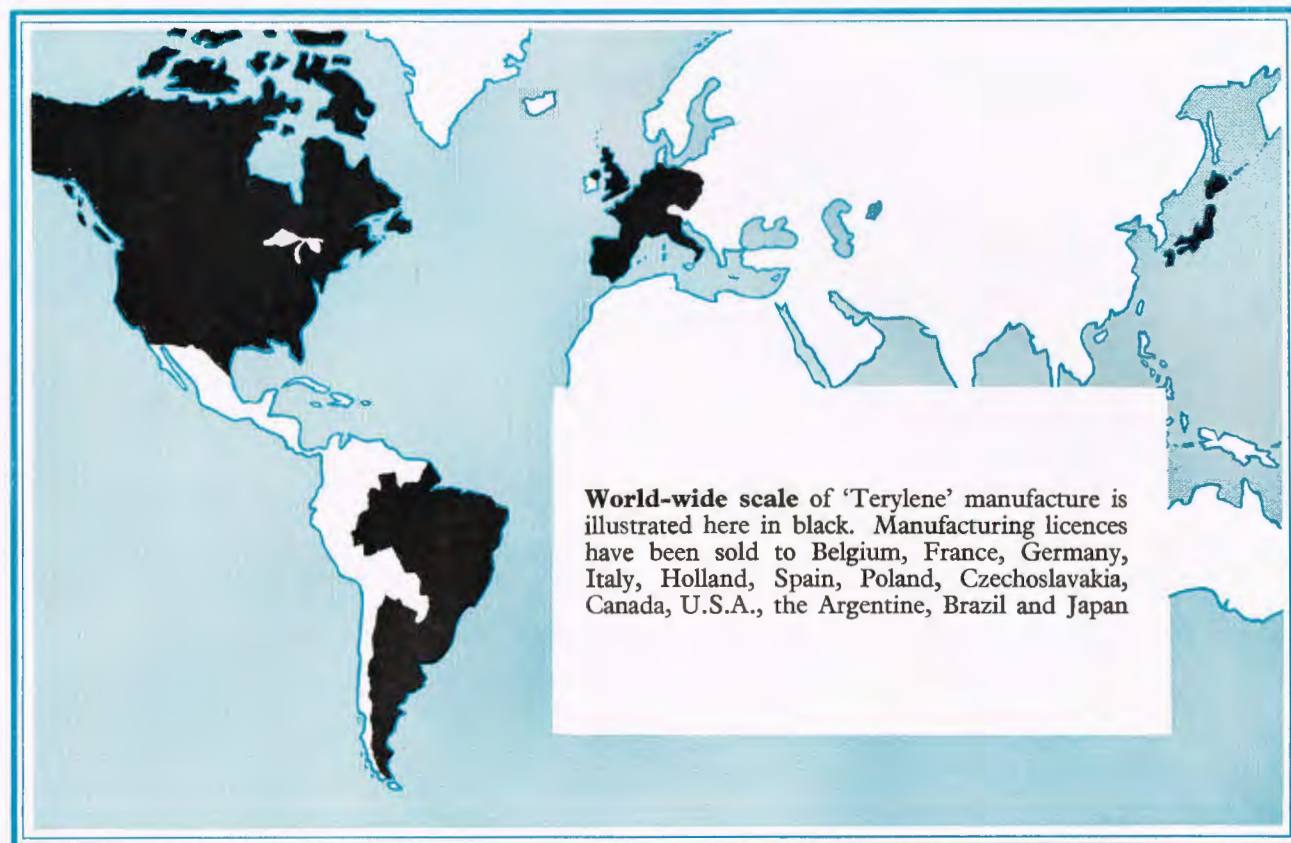 World-wide scale of ‘Terylene’ manufacture is
illustrated here in black. Manufacturing licences
have been sold to Belgium, France, Germany,
Italy, Holland, Spain, Poland, Czechoslavakia,
Canada, U.S.A., the Argentine, Brazil and Japan